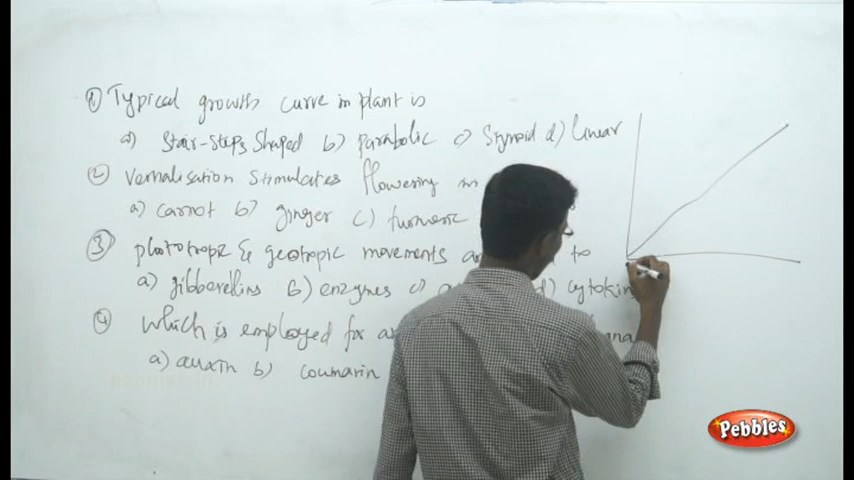 ① Typical growth curve in plant is
a) Stair-Steps Shaped b) parabolic c) Sigmoid d) linear
② Vernalisation stimulates flowering in
a) carrot b) ginger c) turmeric
③ phototropic & geotropic movements to
a) gibberellins b) enzymes c) d) cytokin
④ which is employed for
a) auxin b) coumarin
Pebbles